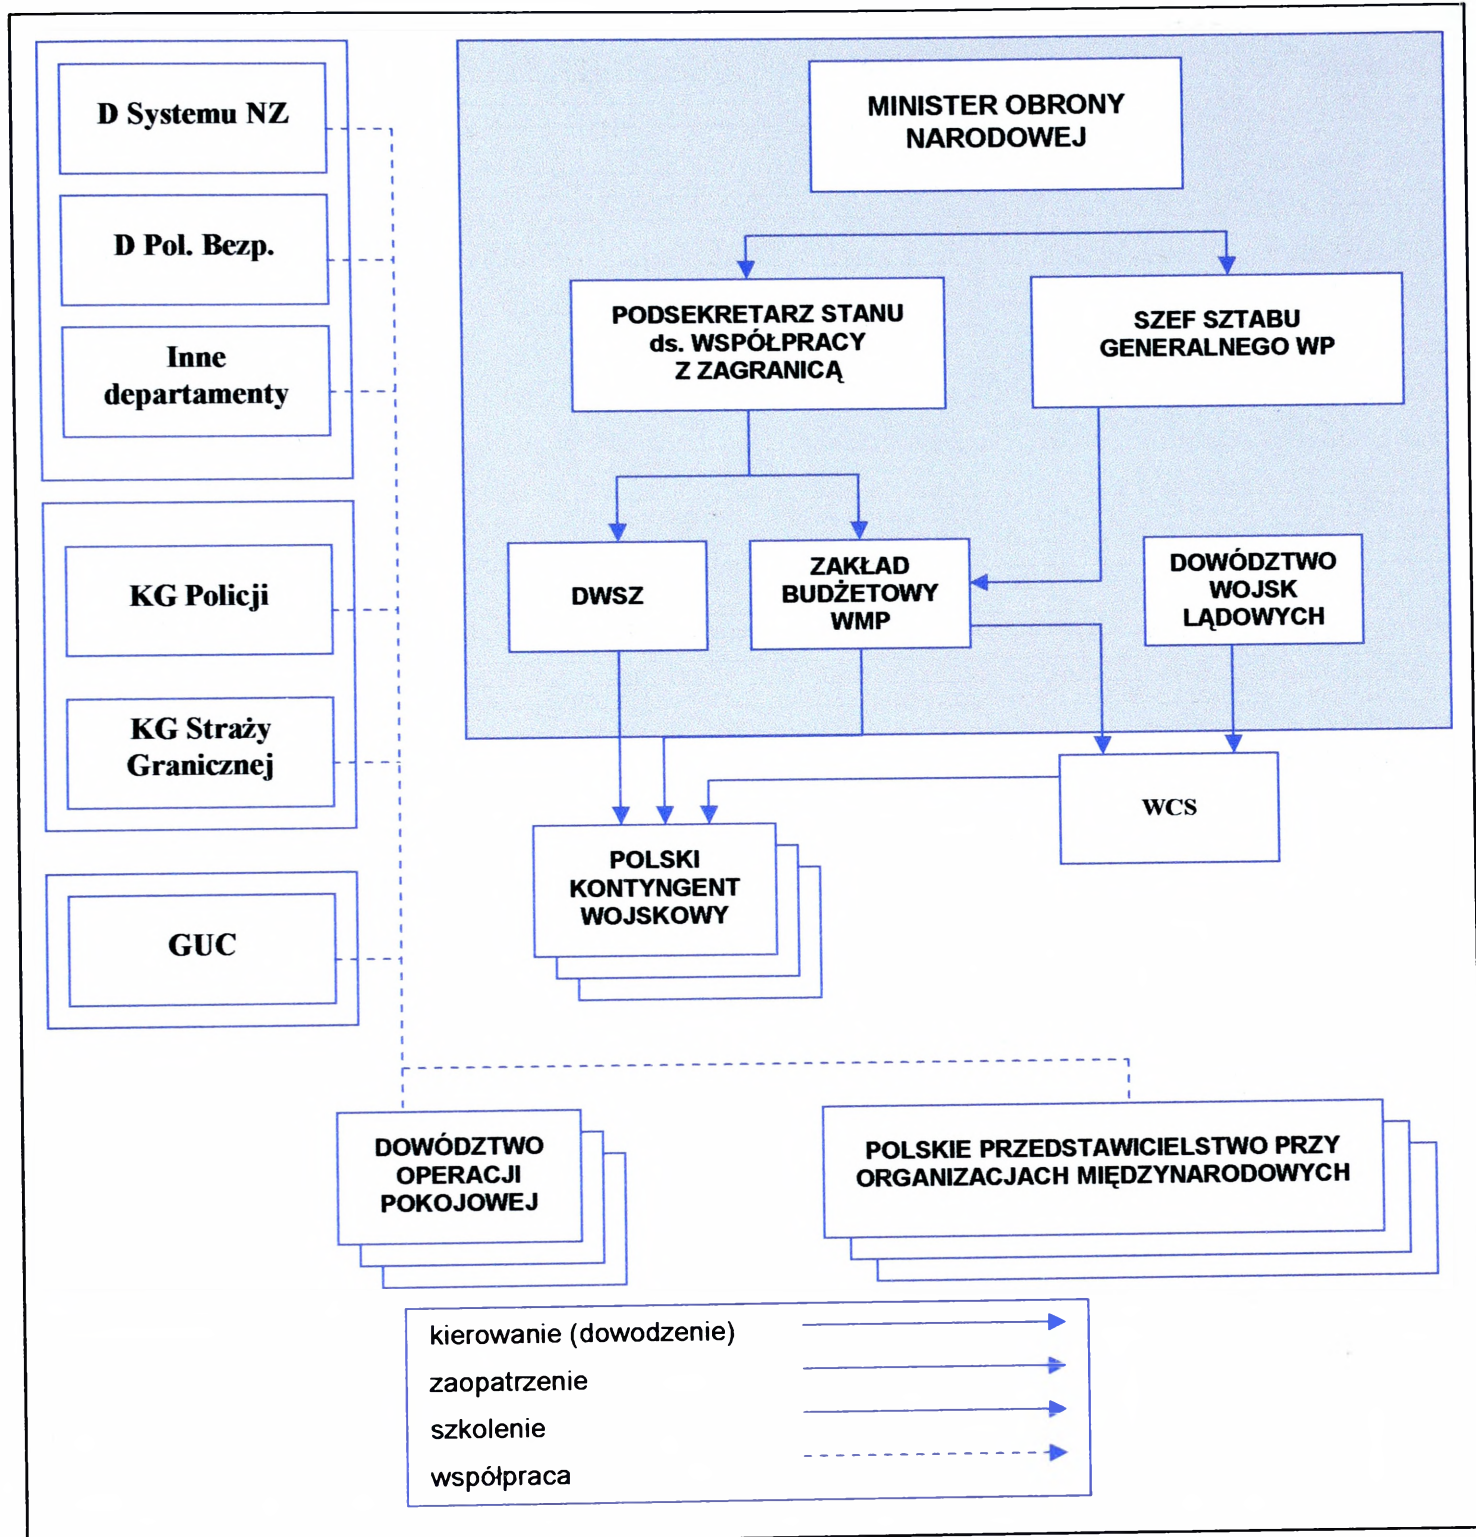 D Systemu NZ
D Pol. Bezp.
Inne
departamenty
KG Policji
KG Straży
Granicznej
GUC
MINISTER OBRONY
NARODOWEJ
PODSEKRETARZ STANU
ds. WSPÓŁPRACY
Z ZAGRANICĄ
SZEF SZTABU
GENERALNEGO WP
DWSZ
ZAKŁAD
BUDŻETOWY
WMP
DOWÓDZTWO
WOJSK
LĄDOWYCH
WCS
POLSKI
KONTYNGENT
WOJSKOWY
DOWÓDZTWO
OPERACJI
POKOJOWEJ
POLSKIE PRZEDSTAWICIELSTWO PRZY
ORGANIZACJACH MIĘDZYNARODOWYCH
kierowanie (dowodzenie)
zaopatrzenie
szkolenie
współpraca